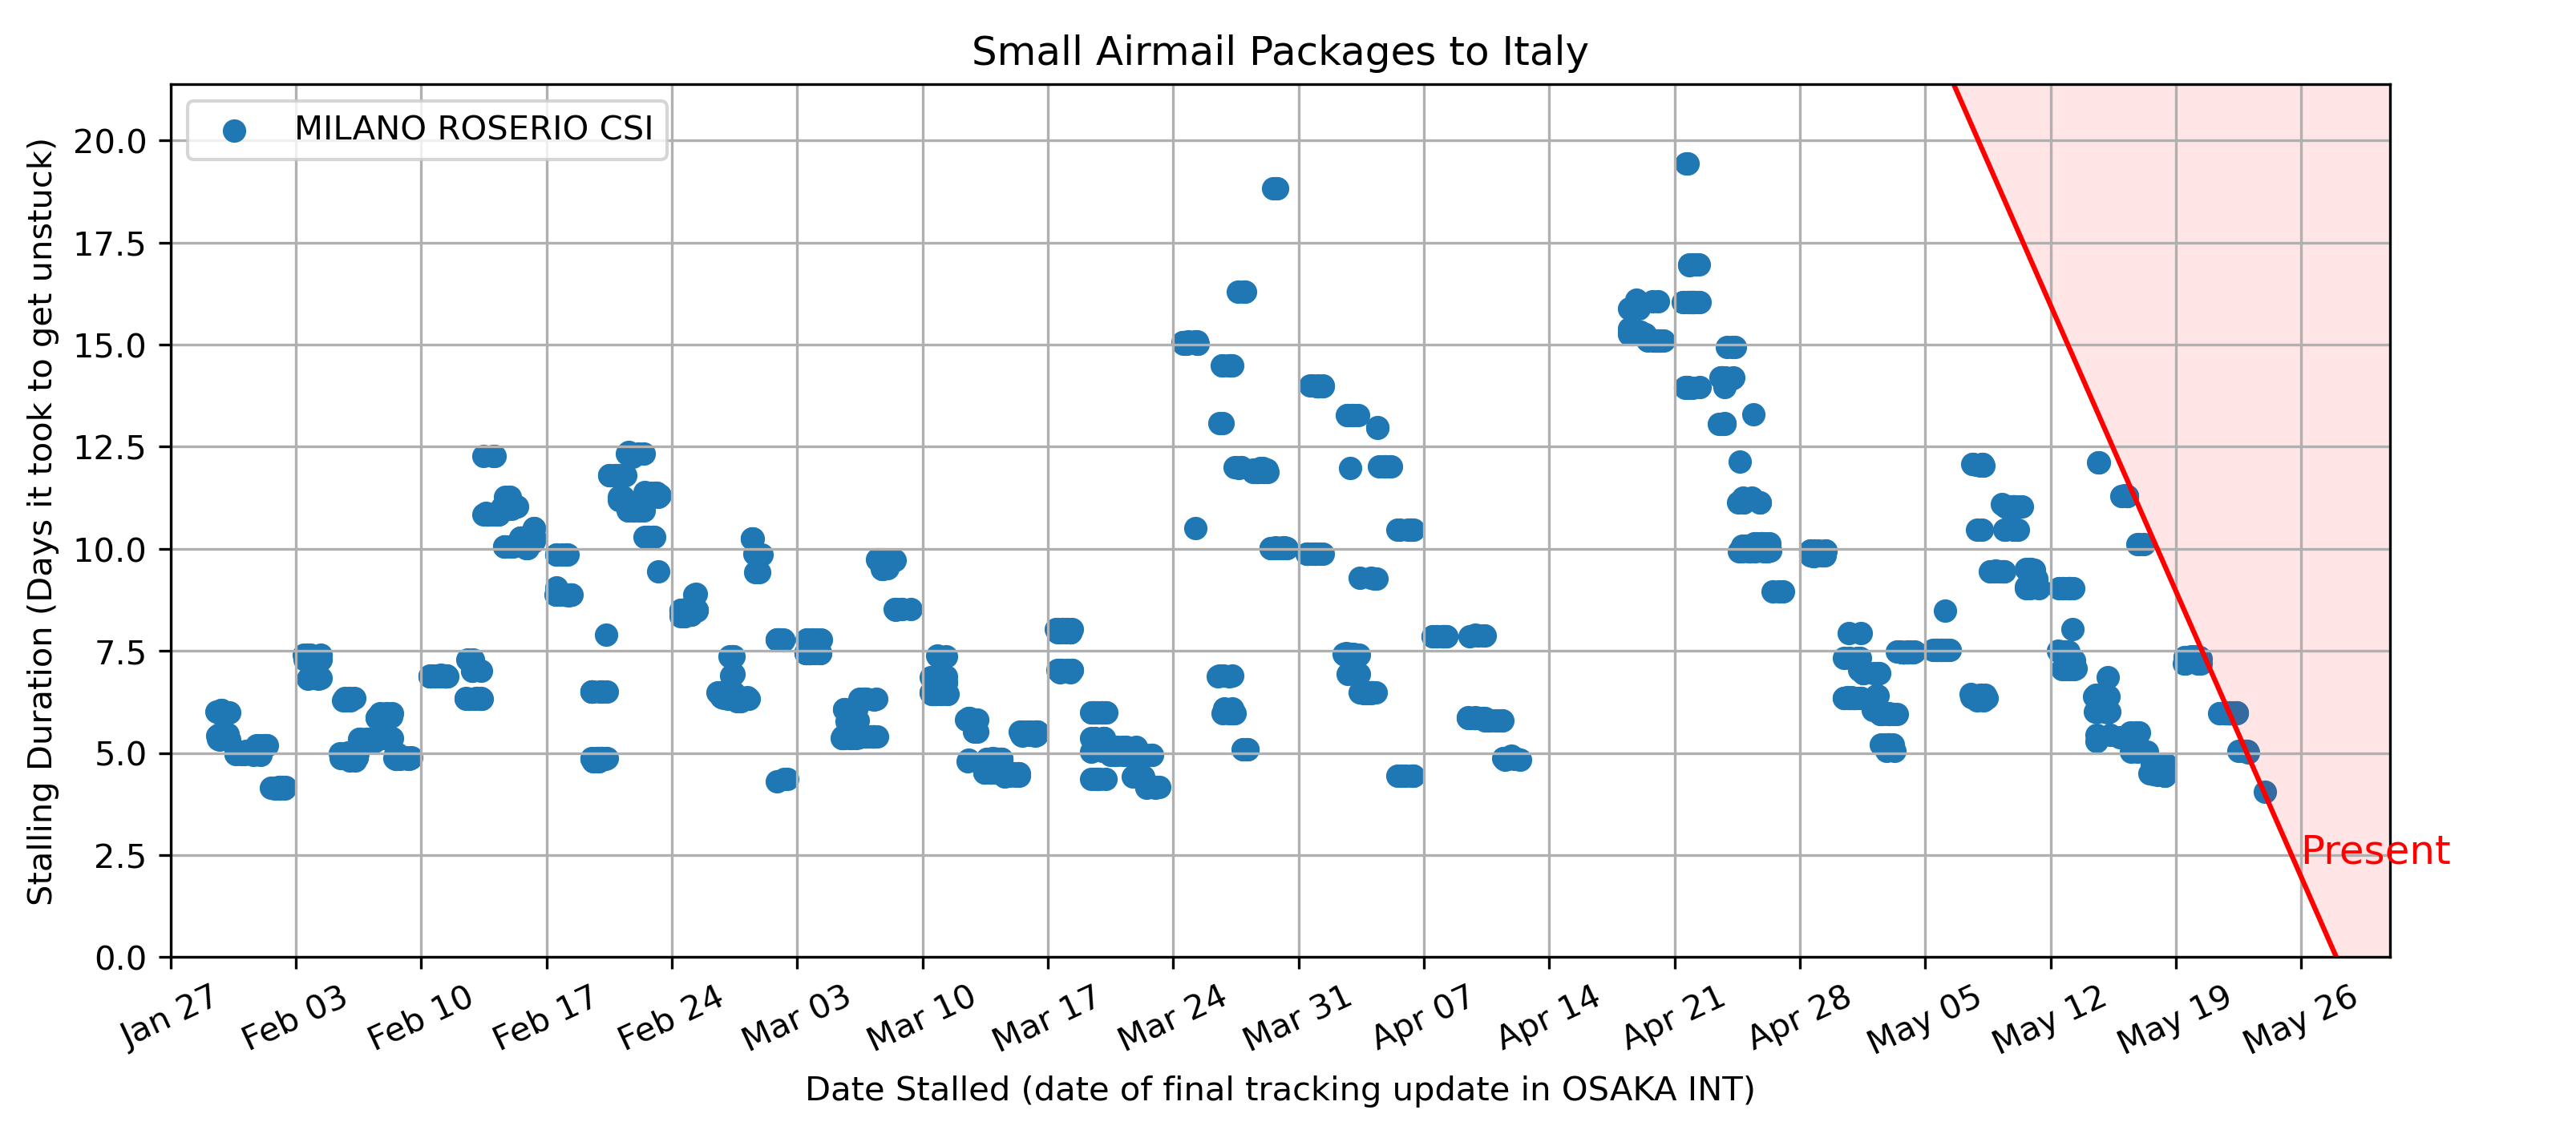 Small Airmail Packages to Italy
MILANO ROSERIO CSI
Stalling Duration (Days it took to get unstuck)
20.0
17.5
15.0
12.5
10.0
7.5
5.0
2.5
0.0
Present
Jan 27
Feb 03
Feb 10
Feb 17
Feb 24
Mar 03
Mar 10
Mar 17
Mar 24
Mar 31
Apr 07
Apr 14
Apr 21
Apr 28
May 05
May 12
May 19
May 26
Date Stalled (date of final tracking update in OSAKA INT)